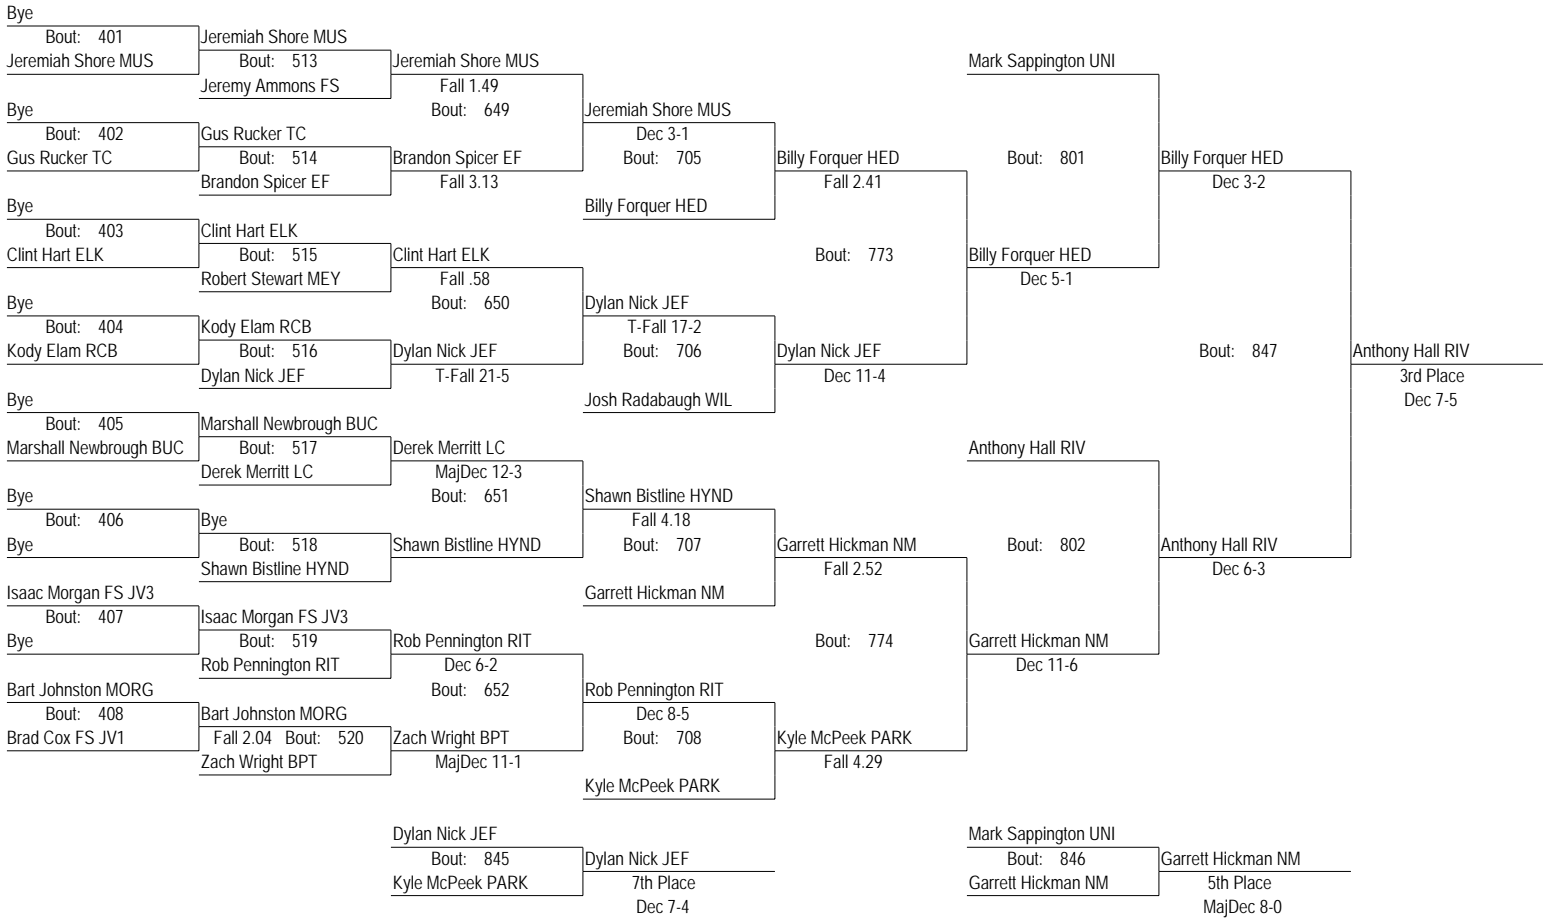 Bye
Bout: 401 Jeremiah Shore MUS
Jeremiah Shore MUS Bout: 513 Jeremiah Shore MUS Mark Sappington UNI
Jeremy Ammons FS Fall 1.49
Bye Bout: 649 Jeremiah Shore MUS
Bout: 402 Gus Rucker TC Dec 3-1
Gus Rucker TC Bout: 514 Brandon Spicer EF Bout: 705 Billy Forquer HED Bout: 801 Billy Forquer HED
Brandon Spicer EF Fall 3.13 Fall 2.41 Dec 3-2
Bye Billy Forquer HED
Bout: 403 Clint Hart ELK
Clint Hart ELK Bout: 515 Clint Hart ELK Bout: 773 Billy Forquer HED
Robert Stewart MEY Fall .58 Dec 5-1
Bye Bout: 650 Dylan Nick JEF
Bout: 404 Kody Elam RCB T-Fall 17-2
Kody Elam RCB Bout: 516 Dylan Nick JEF Bout: 706 Dylan Nick JEF Bout: 847 Anthony Hall RIV
Dylan Nick JEF T-Fall 21-5 Dec 11-4 3rd Place
Bye Josh Radabaugh WIL Dec 7-5
Bout: 405 Marshall Newbrough BUC
Marshall Newbrough BUC Bout: 517 Derek Merritt LC Anthony Hall RIV
Derek Merritt LC MajDec 12-3
Bye Bout: 651 Shawn Bistline HYND
Bout: 406 Bye Fall 4.18
Bye Bout: 518 Shawn Bistline HYND Bout: 707 Garrett Hickman NM Bout: 802 Anthony Hall RIV
Shawn Bistline HYND Fall 2.52 Dec 6-3
Isaac Morgan FS JV3 Garrett Hickman NM
Bout: 407 Isaac Morgan FS JV3
Bye Bout: 519 Rob Pennington RIT Bout: 774 Garrett Hickman NM
Rob Pennington RIT Dec 6-2 Dec 11-6
Bart Johnston MORG Bout: 652 Rob Pennington RIT
Bout: 408 Bart Johnston MORG Dec 8-5
Brad Cox FS JV1 Fall 2.04 Bout: 520 Zach Wright BPT Bout: 708 Kyle McPeek PARK
Zach Wright BPT MajDec 11-1 Fall 4.29
Kyle McPeek PARK
Dylan Nick JEF Mark Sappington UNI
Bout: 845 Dylan Nick JEF Bout: 846 Garrett Hickman NM
Kyle McPeek PARK 7th Place Garrett Hickman NM 5th Place
Dec 7-4 MajDec 8-0